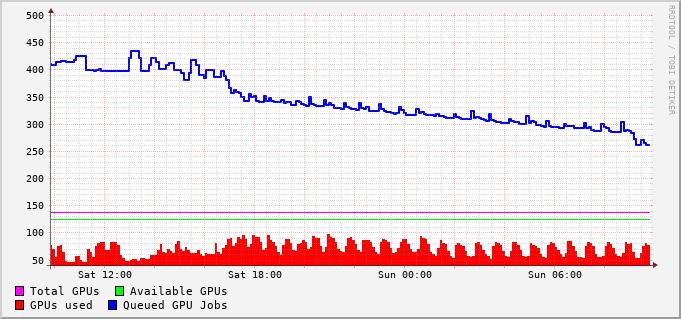 500
450
400
350
300
250
200
150
100
50
Sat 12:00 Sat 18:00 Sun 00:00 Sun 06:00
Total GPUs Available GPUs
GPUs used Queued GPU Jobs
RRDTOOL / TOBI OETIKER